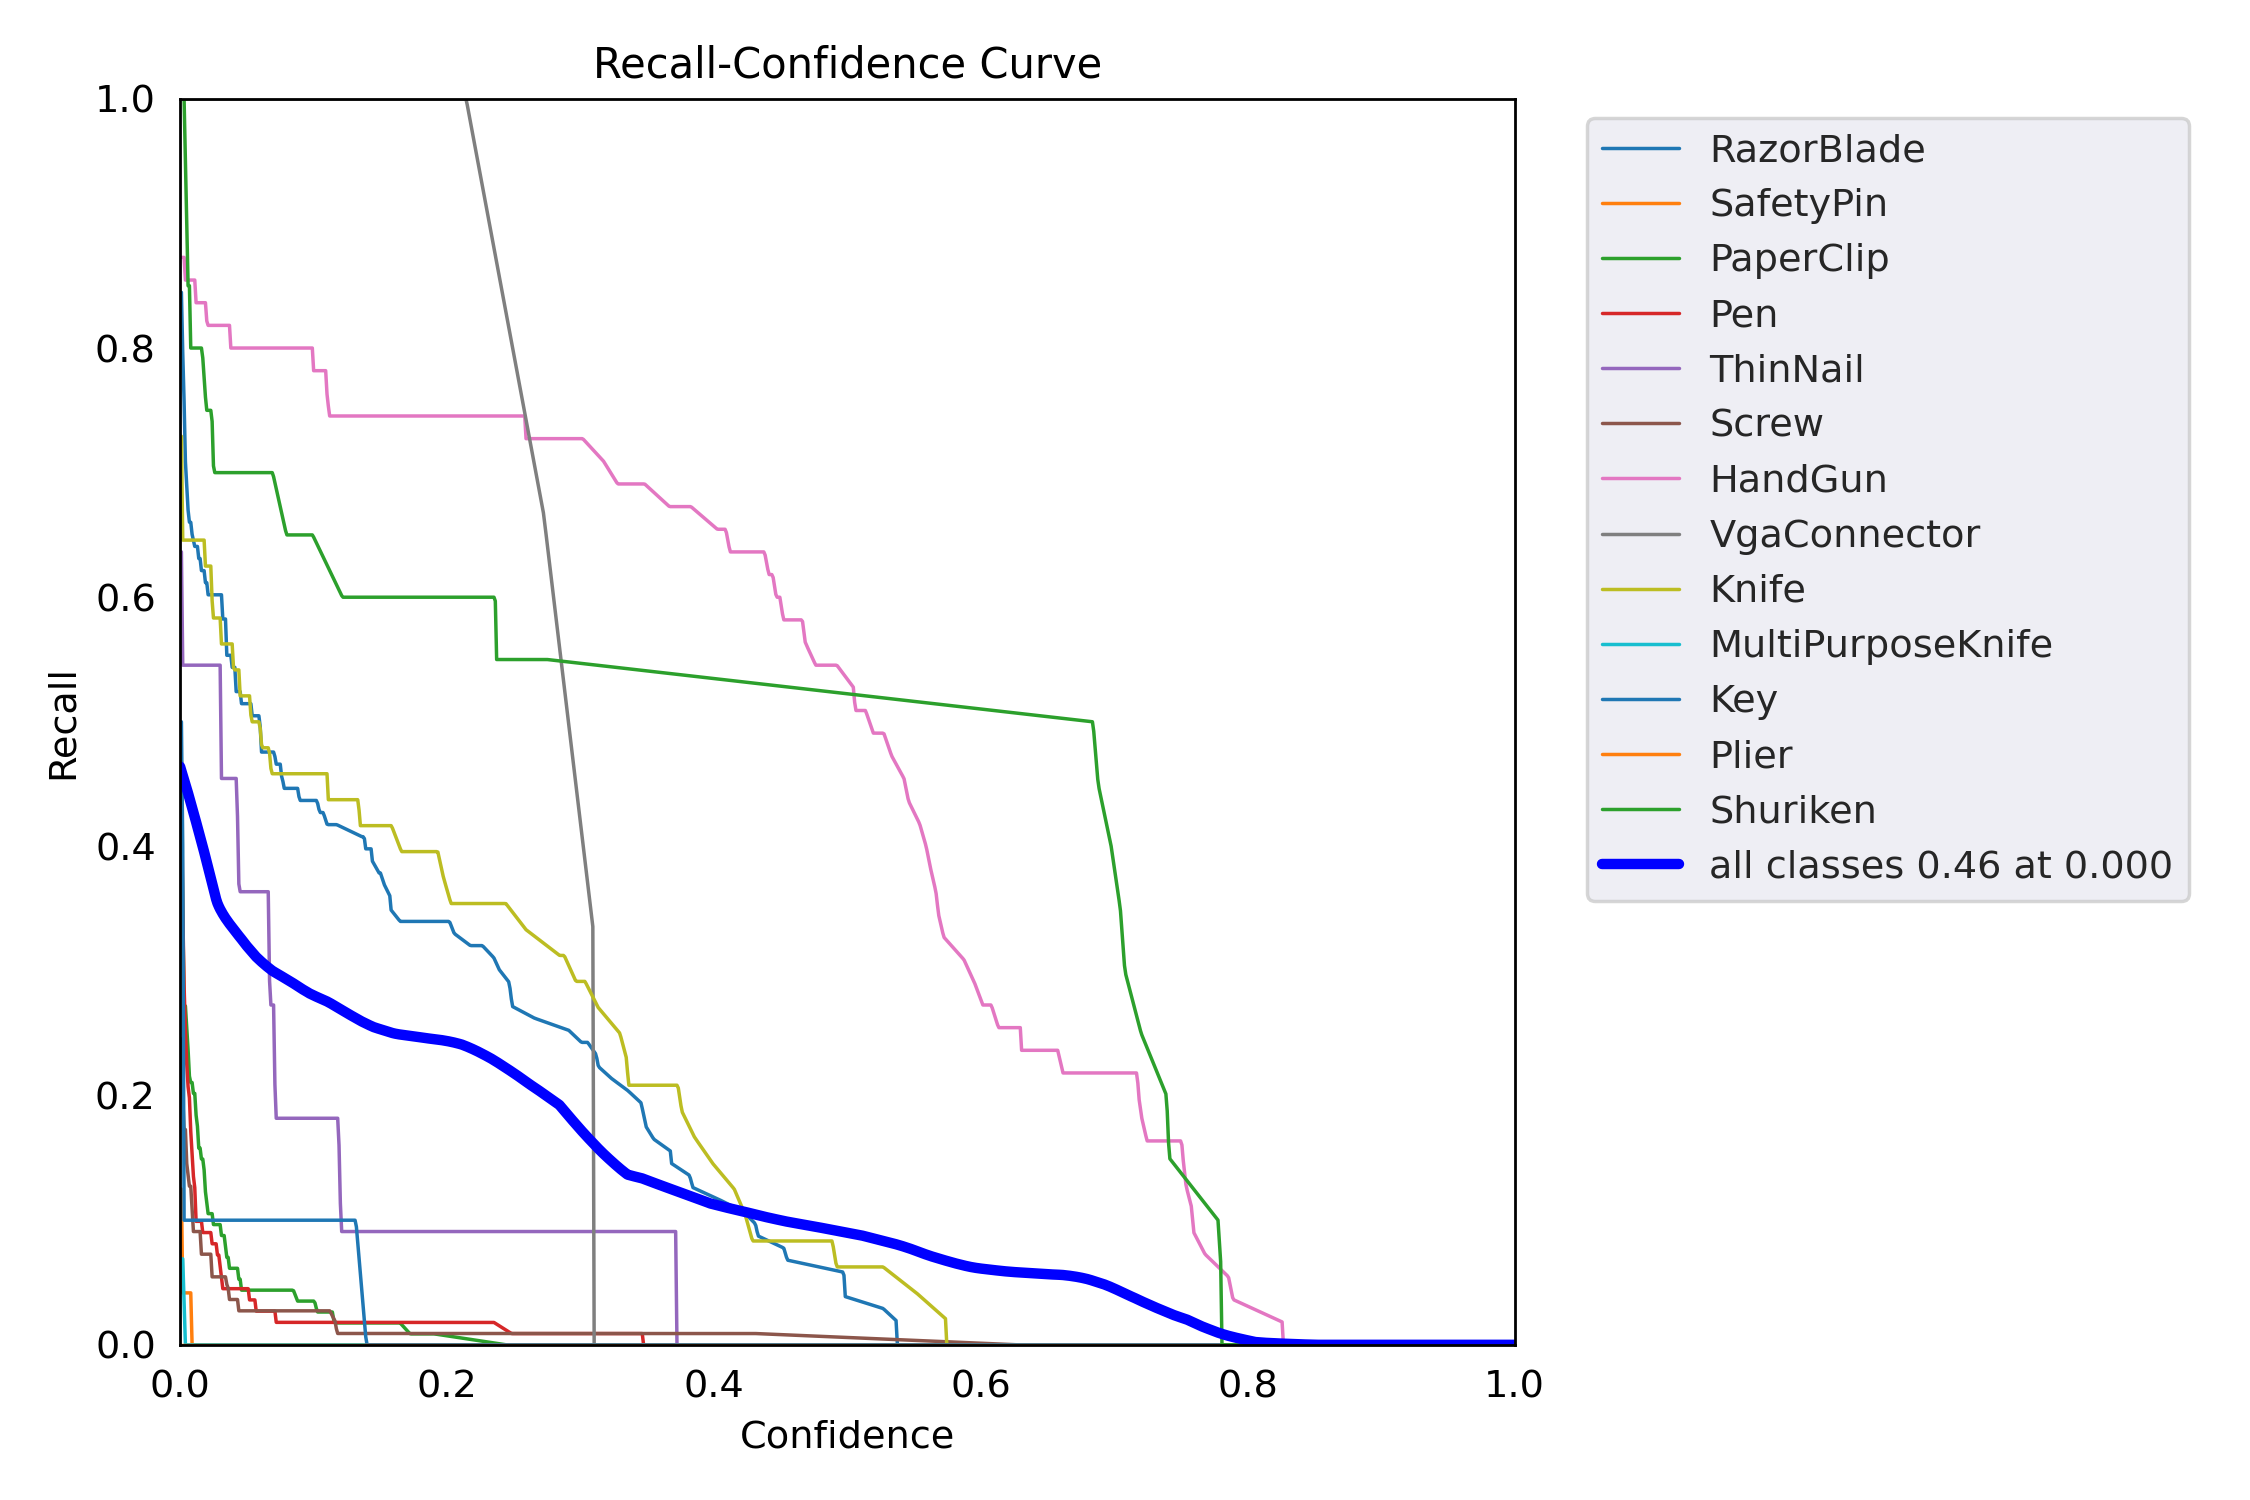 Recall-Confidence Curve
1.0
0.8
0.6
0.4
0.2
0.0
Recall
0.0 0.2 0.4 0.6 0.8 1.0
Confidence
RazorBlade
SafetyPin
PaperClip
Pen
ThinNail
Screw
HandGun
VgaConnector
Knife
MultiPurposeKnife
Key
Plier
Shuriken
all classes 0.46 at 0.000